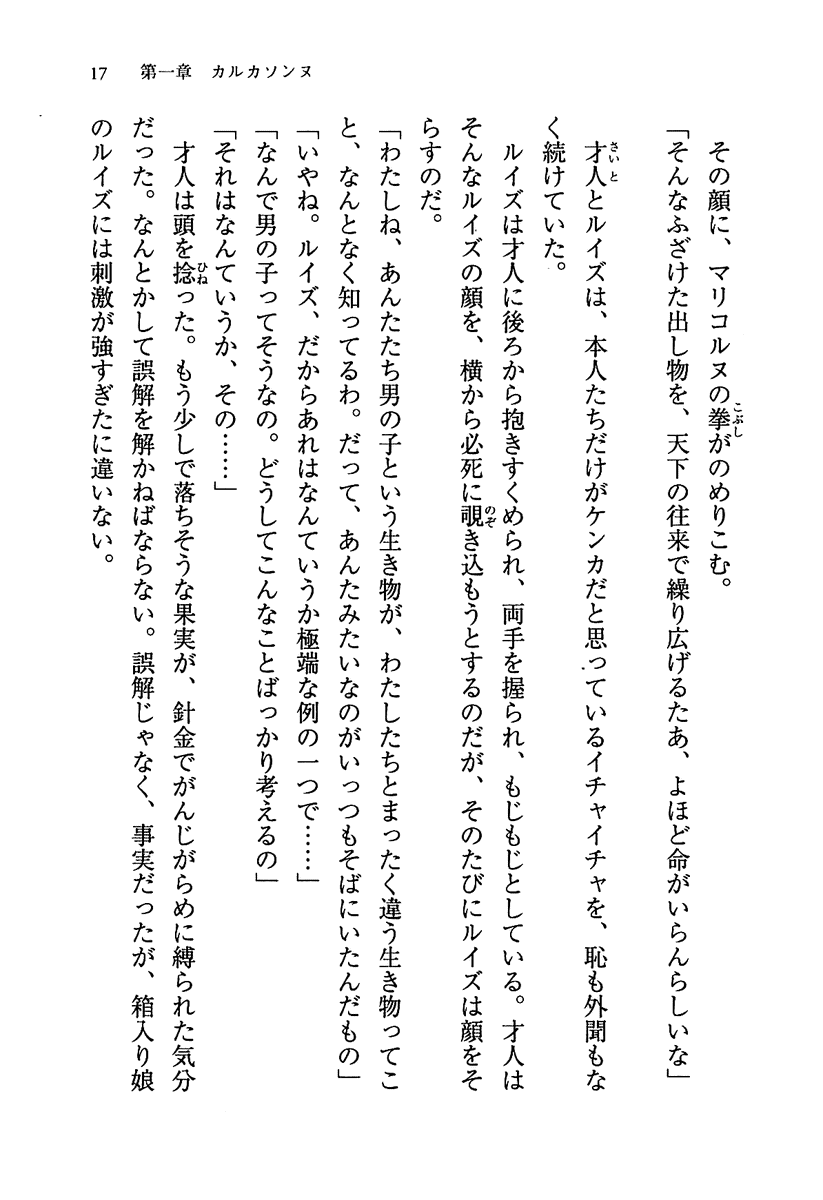 17　第一章　カルカソンヌ
その顔に、マリコルヌの拳がのめりこむ。
「そんなふざけた出し物を、天下の往来で繰り広げるたあ、よほど命がいらんらしいな」
才人とルイズは、本人たちだけがケンカだと思っているイチャイチャを、恥も外聞もな
く続けていた。
ルイズは才人に後ろから抱きすくめられ、両手を握られ、もじもじとしている。才人は
そんなルイズの顔を、横から必死に覗き込もうとするのだが、そのたびにルイズは顔をそ
らすのだ。
「わたしね、あんたたち男の子という生き物が、わたしたちとまったく違う生き物ってこ
と、なんとなく知ってるわ。だって、あんたみたいなのがいっつもそばにいたんだもの」
「いやね。ルイズ、だからあれはなんていうか極端な例の一つで……」
「なんで男の子ってそうなの。どうしてこんなことばっかり考えるの」
「それはなんていうか、その……」
才人は頭を捻った。もう少しで落ちそうな果実が、針金でがんじがらめに縛られた気分
だった。なんとかして誤解を解かねばならない。誤解じゃなく、事実だったが、箱入り娘
のルイズには刺激が強すぎたに違いない。